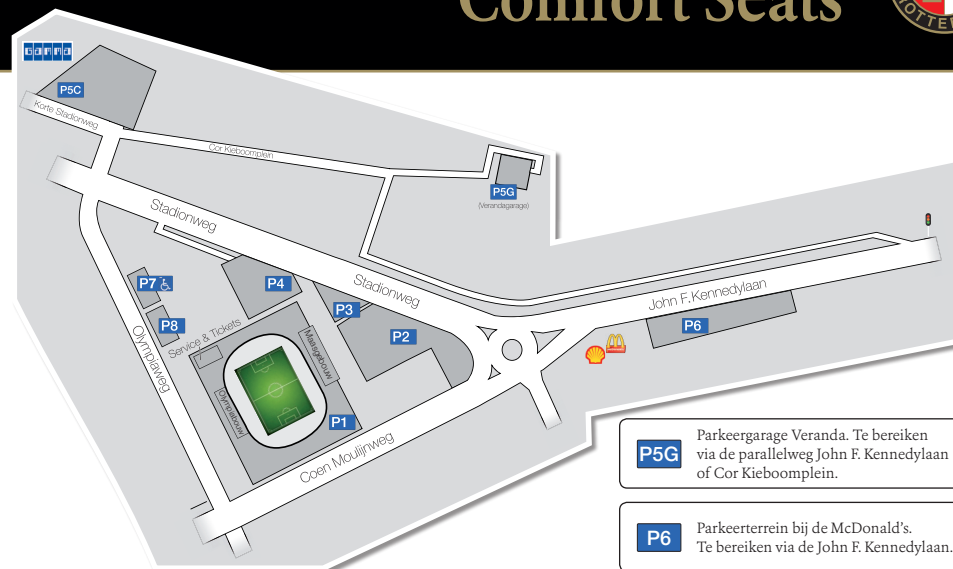 Comfort Seats
GAMMA
P5C
Korte Stadionweg
Cor Kieboomplein
P5G
(Verandagarage)
Stadionweg
Stadionweg
John F. Kennedylaan
P7
P4
P3
P8
P2
P6
Service & Tickets
Maasgebouw
Olympiaweg
Olympiabouw
P1
Coen Moulijnweg
P5G
Parkeergarage Veranda. Te bereiken
via de parallelweg John F. Kennedylaan
of Cor Kieboomplein.
P6
Parkeerterrein bij de McDonald's.
Te bereiken via de John F. Kennedylaan.